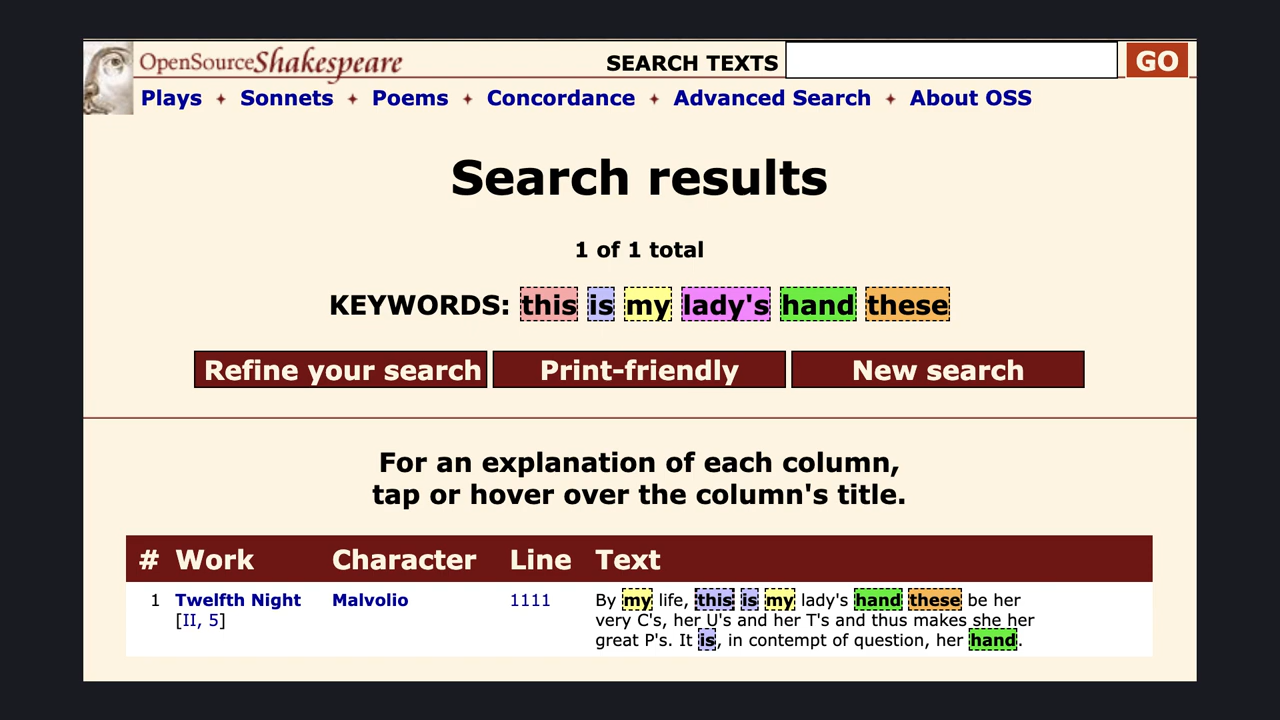 OpenSourceShakespeare SEARCH TEXTS GO
Plays ✦ Sonnets ✦ Poems ✦ Concordance ✦ Advanced Search ✦ About OSS
Search results
1 of 1 total
KEYWORDS: this is my lady's hand these
Refine your search Print-friendly New search
For an explanation of each column,
tap or hover over the column's title.
# Work Character Line Text
1 Twelfth Night Malvolio 1111 By my life, this is my lady's hand these be her
[II, 5] very C's, her U's and her T's and thus makes she her
great P's. It is, in contempt of question, her hand.